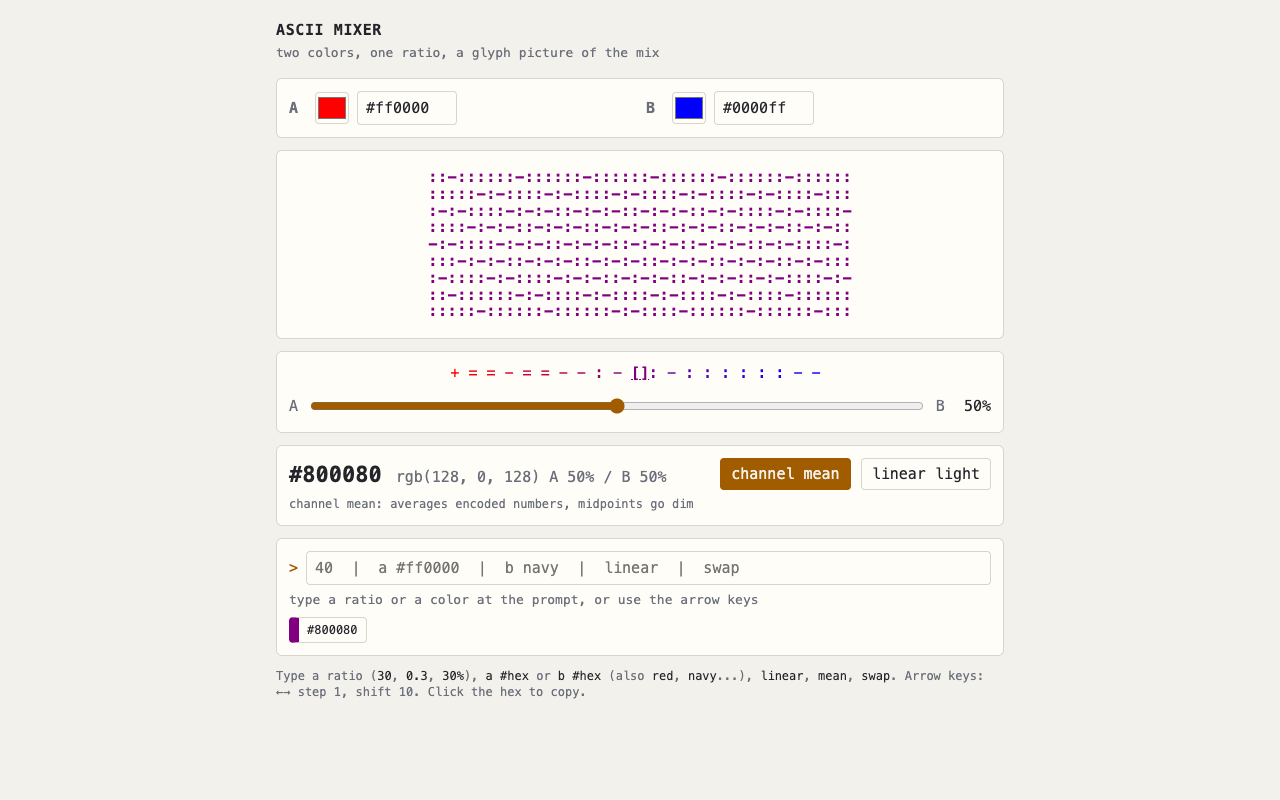 ASCII MIXER
two colors, one ratio, a glyph picture of the mix
A #ff0000 B #0000ff
+ = = - = = - - : - []: - : : : : : : - -
A B 50%
#800080 rgb(128, 0, 128) A 50% / B 50% channel mean linear light
channel mean: averages encoded numbers, midpoints go dim
> 40 | a #ff0000 | b navy | linear | swap
type a ratio or a color at the prompt, or use the arrow keys
#800080
Type a ratio (30, 0.3, 30%), a #hex or b #hex (also red, navy...), linear, mean, swap. Arrow keys:
←→ step 1, shift 10. Click the hex to copy.